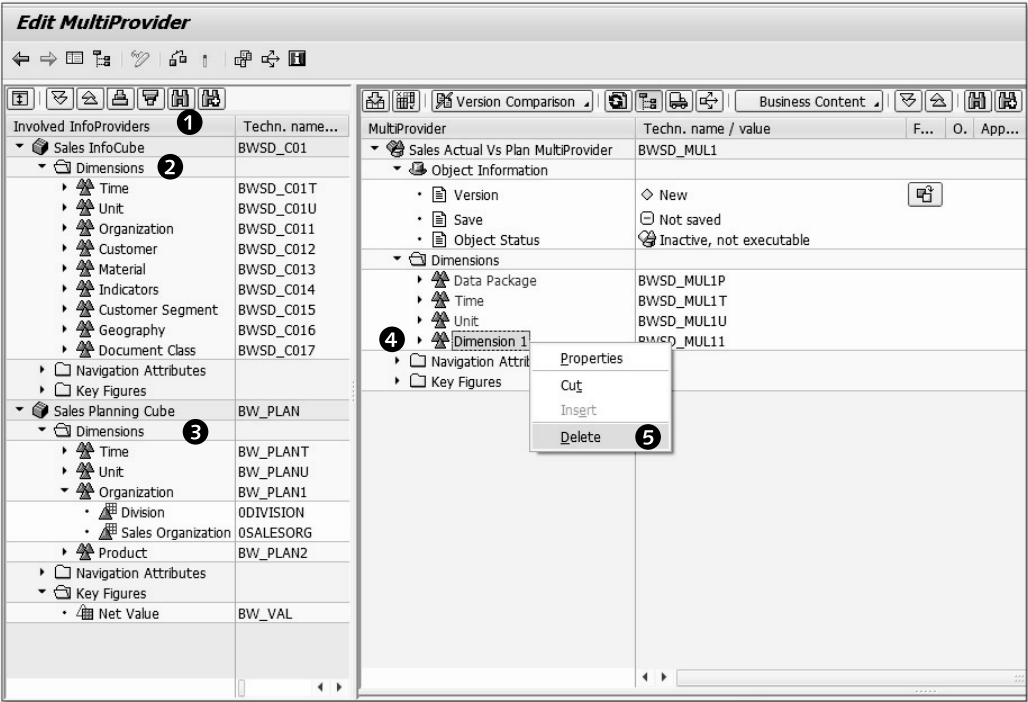 Edit MultiProvider
Version Comparison
Business Content
Involved InfoProviders 1 Techn. name...
Sales InfoCube BWSD_C01
Dimensions 2
Time BWSD_C01T
Unit BWSD_C01U
Organization BWSD_C011
Customer BWSD_C012
Material BWSD_C013
Indicators BWSD_C014
Customer Segment BWSD_C015
Geography BWSD_C016
Document Class BWSD_C017
Navigation Attributes
Key Figures
Sales Planning Cube BW_PLAN
Dimensions 3
Time BW_PLANT
Unit BW_PLANU
Organization BW_PLAN1
Division 0DIVISION
Sales Organization 0SALESORG
Product BW_PLAN2
Navigation Attributes
Key Figures
Net Value BW_VAL
MultiProvider Techn. name / value F... O. App...
Sales Actual Vs Plan MultiProvider BWSD_MUL1
Object Information
Version New
Save Not saved
Object Status Inactive, not executable
Dimensions
Data Package BWSD_MUL1P
Time BWSD_MUL1T
Unit BWSD_MUL1U
4 Dimension 1 BWSD_MUL11
Navigation Attrib
Key Figures
Properties
Cut
Insert
Delete 5